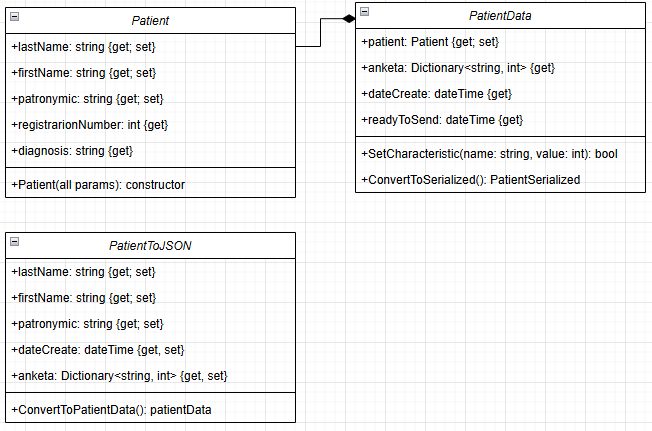 Patient
+lastName: string {get; set}
+firstName: string {get; set}
+patronymic: string {get; set}
+registrarionNumber: int {get}
+diagnosis: string {get}
+Patient(all params): constructor
PatientData
+patient: Patient {get; set}
+anketa: Dictionary<string, int> {get}
+dateCreate: dateTime {get}
+readyToSend: dateTime {get}
+SetCharacteristic(name: string, value: int): bool
+ConvertToSerialized(): PatientSerialized
PatientToJSON
+lastName: string {get; set}
+firstName: string {get; set}
+patronymic: string {get; set}
+dateCreate: dateTime {get, set}
+anketa: Dictionary<string, int> {get, set}
+ConvertToPatientData(): patientData